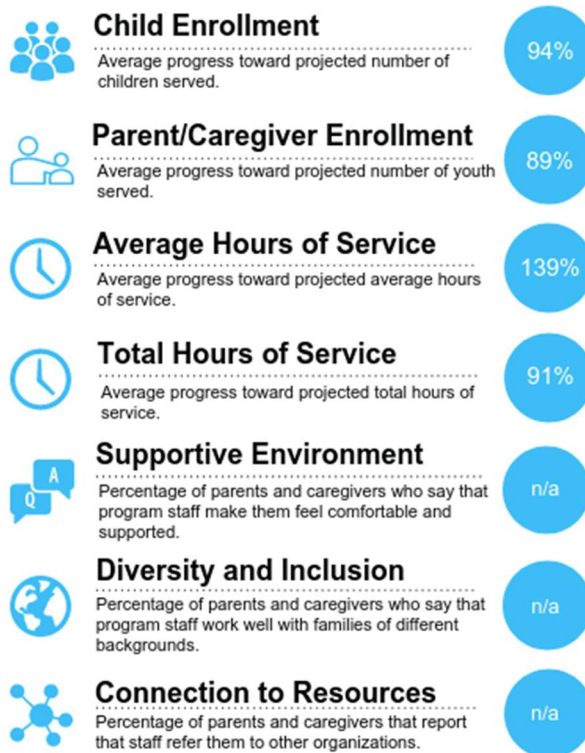 Child Enrollment
Average progress toward projected number of
children served.
94%
Parent/Caregiver Enrollment
Average progress toward projected number of youth
served.
89%
Average Hours of Service
Average progress toward projected average hours
of service.
139%
Total Hours of Service
Average progress toward projected total hours of
service.
91%
Supportive Environment
Percentage of parents and caregivers who say that
program staff make them feel comfortable and
supported.
A
Q
n/a
Diversity and Inclusion
Percentage of parents and caregivers who say that
program staff work well with families of different
backgrounds.
n/a
Connection to Resources
Percentage of parents and caregivers that report
that staff refer them to other organizations.
n/a